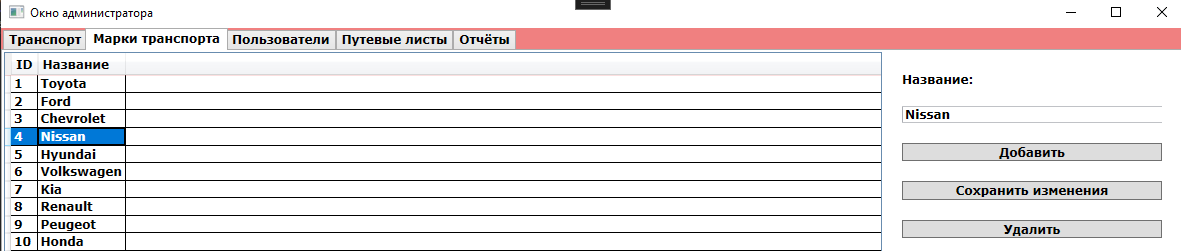 Окно администратора
Транспорт Марки транспорта Пользователи Путевые листы Отчёты
ID Название
1 Toyota
2 Ford
3 Chevrolet
4 Nissan
5 Hyundai
6 Volkswagen
7 Kia
8 Renault
9 Peugeot
10 Honda
Название:
Nissan
Добавить
Сохранить изменения
Удалить